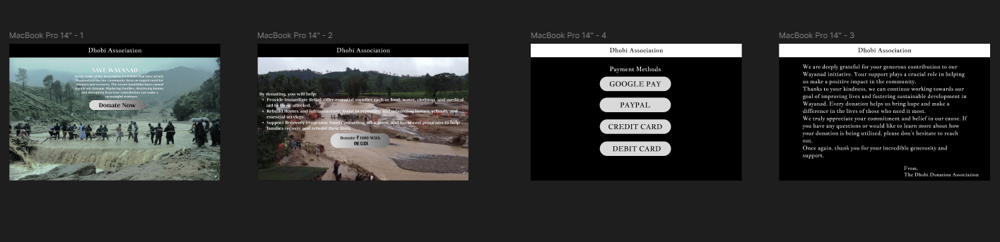 MacBook Pro 14" - 1
Dhobi Association
SAVE WAYANAD
In the wake of the devastating landslides that have struck
Wayanad, Kerala, Our community faces an urgent need for
support and recovery. The recent landslides have caused
significant damage, displacing families, destroying homes
and disrupting lives. Your contribution can make a
meaningful
Donate Now
MacBook Pro 14" - 2
Dhobi Association
By donating, you will help:
• Provide Immediate Relief: Offer essential supplies such as food, water, clothing, and medical
aid to those affected.
• Rebuild Homes and Infrastructure: Assist in repairing and rebuilding homes, schools, and
essential services.
• Support Recovery Programs: Fund counseling, education, and livelihood programs to help
families recover and rebuild their lives.
Donate ₹1000 With
ONE CLICK
MacBook Pro 14" - 4
Dhobi Association
Payment Methods
GOOGLE PAY
PAYPAL
CREDIT CARD
DEBIT CARD
MacBook Pro 14" - 3
Dhobi Association
We are deeply grateful for your generous contribution to our
Wayanad initiative. Your support plays a crucial role in helping
us make a positive impact in the community.
Thanks to your kindness, we can continue working towards our
goal of improving lives and fostering sustainable development in
Wayanad. Every donation helps us bring hope and make a
difference in the lives of those who need it most.
We truly appreciate your commitment and belief in our cause. If
you have any questions or would like to learn more about how
your donation is being utilized, please don't hesitate to reach
out.
Once again, thank you for your incredible generosity and
support.
From,
The Dhobi Donation Association